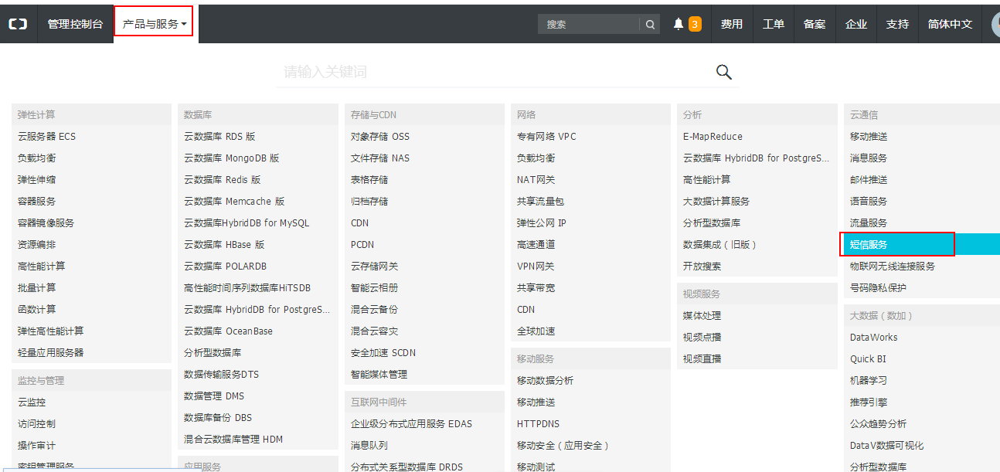 管理控制台
产品与服务
搜索
3
费用
工单
备案
企业
支持
简体中文
请输入关键词
弹性计算
云服务器 ECS
负载均衡
弹性伸缩
容器服务
容器镜像服务
资源编排
高性能计算
批量计算
函数计算
弹性高性能计算
轻量应用服务器
监控与管理
云监控
访问控制
操作审计
密钥管理服务
数据库
云数据库 RDS 版
云数据库 MongoDB 版
云数据库 Redis 版
云数据库 Memcache 版
云数据库HybridDB for MySQL
云数据库 HBase 版
云数据库 POLARDB
高性能时间序列数据库HiTSDB
云数据库 HybridDB for PostgreS...
云数据库 OceanBase
分析型数据库
数据传输服务DTS
数据管理 DMS
数据库备份 DBS
混合云数据库管理 HDM
应用服务
存储与CDN
对象存储 OSS
文件存储 NAS
表格存储
归档存储
CDN
PCDN
云存储网关
智能云相册
混合云备份
混合云容灾
安全加速 SCDN
智能媒体管理
互联网中间件
企业级分布式应用服务 EDAS
消息队列
分布式关系型数据库 DRDS
网络
专有网络 VPC
负载均衡
NAT网关
共享流量包
弹性公网 IP
高速通道
VPN网关
共享带宽
CDN
全球加速
移动服务
移动数据分析
移动推送
HTTPDNS
移动安全（应用安全）
移动测试
分析
E-MapReduce
云数据库 HybridDB for PostgreS...
高性能计算
大数据计算服务
分析型数据库
数据集成（旧版）
开放搜索
视频服务
媒体处理
视频点播
视频直播
云通信
移动推送
消息服务
邮件推送
语音服务
流量服务
短信服务
物联网无线连接服务
号码隐私保护
大数据（数加）
DataWorks
Quick BI
机器学习
推荐引擎
公众趋势分析
DataV数据可视化
分析型数据库